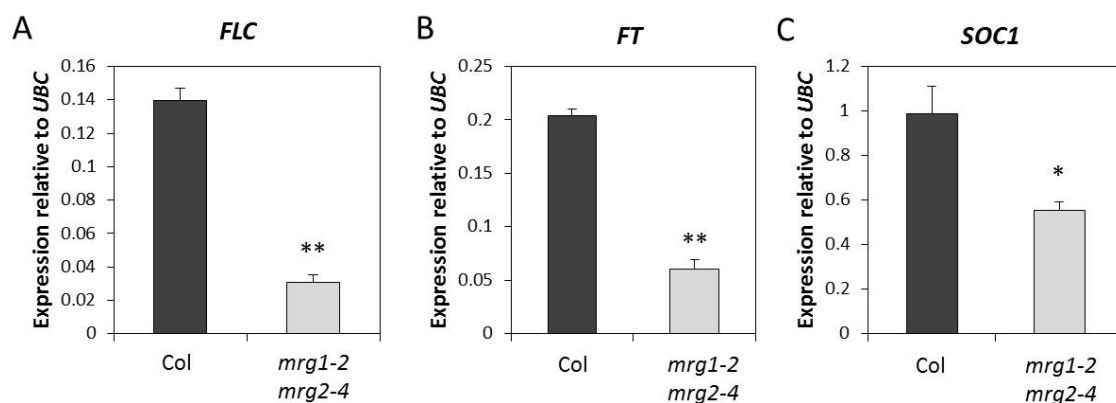 A
FLC
Expression relative to UBC
0.16
0.14
0.12
0.1
0.08
0.06
0.04
0.02
0
**
Col
mrg1-2
mrg2-4
B
FT
Expression relative to UBC
0.25
0.2
0.15
0.1
0.05
0
**
Col
mrg1-2
mrg2-4
C
SOC1
Expression relative to UBC
1.2
1
0.8
0.6
0.4
0.2
0
*
Col
mrg1-2
mrg2-4